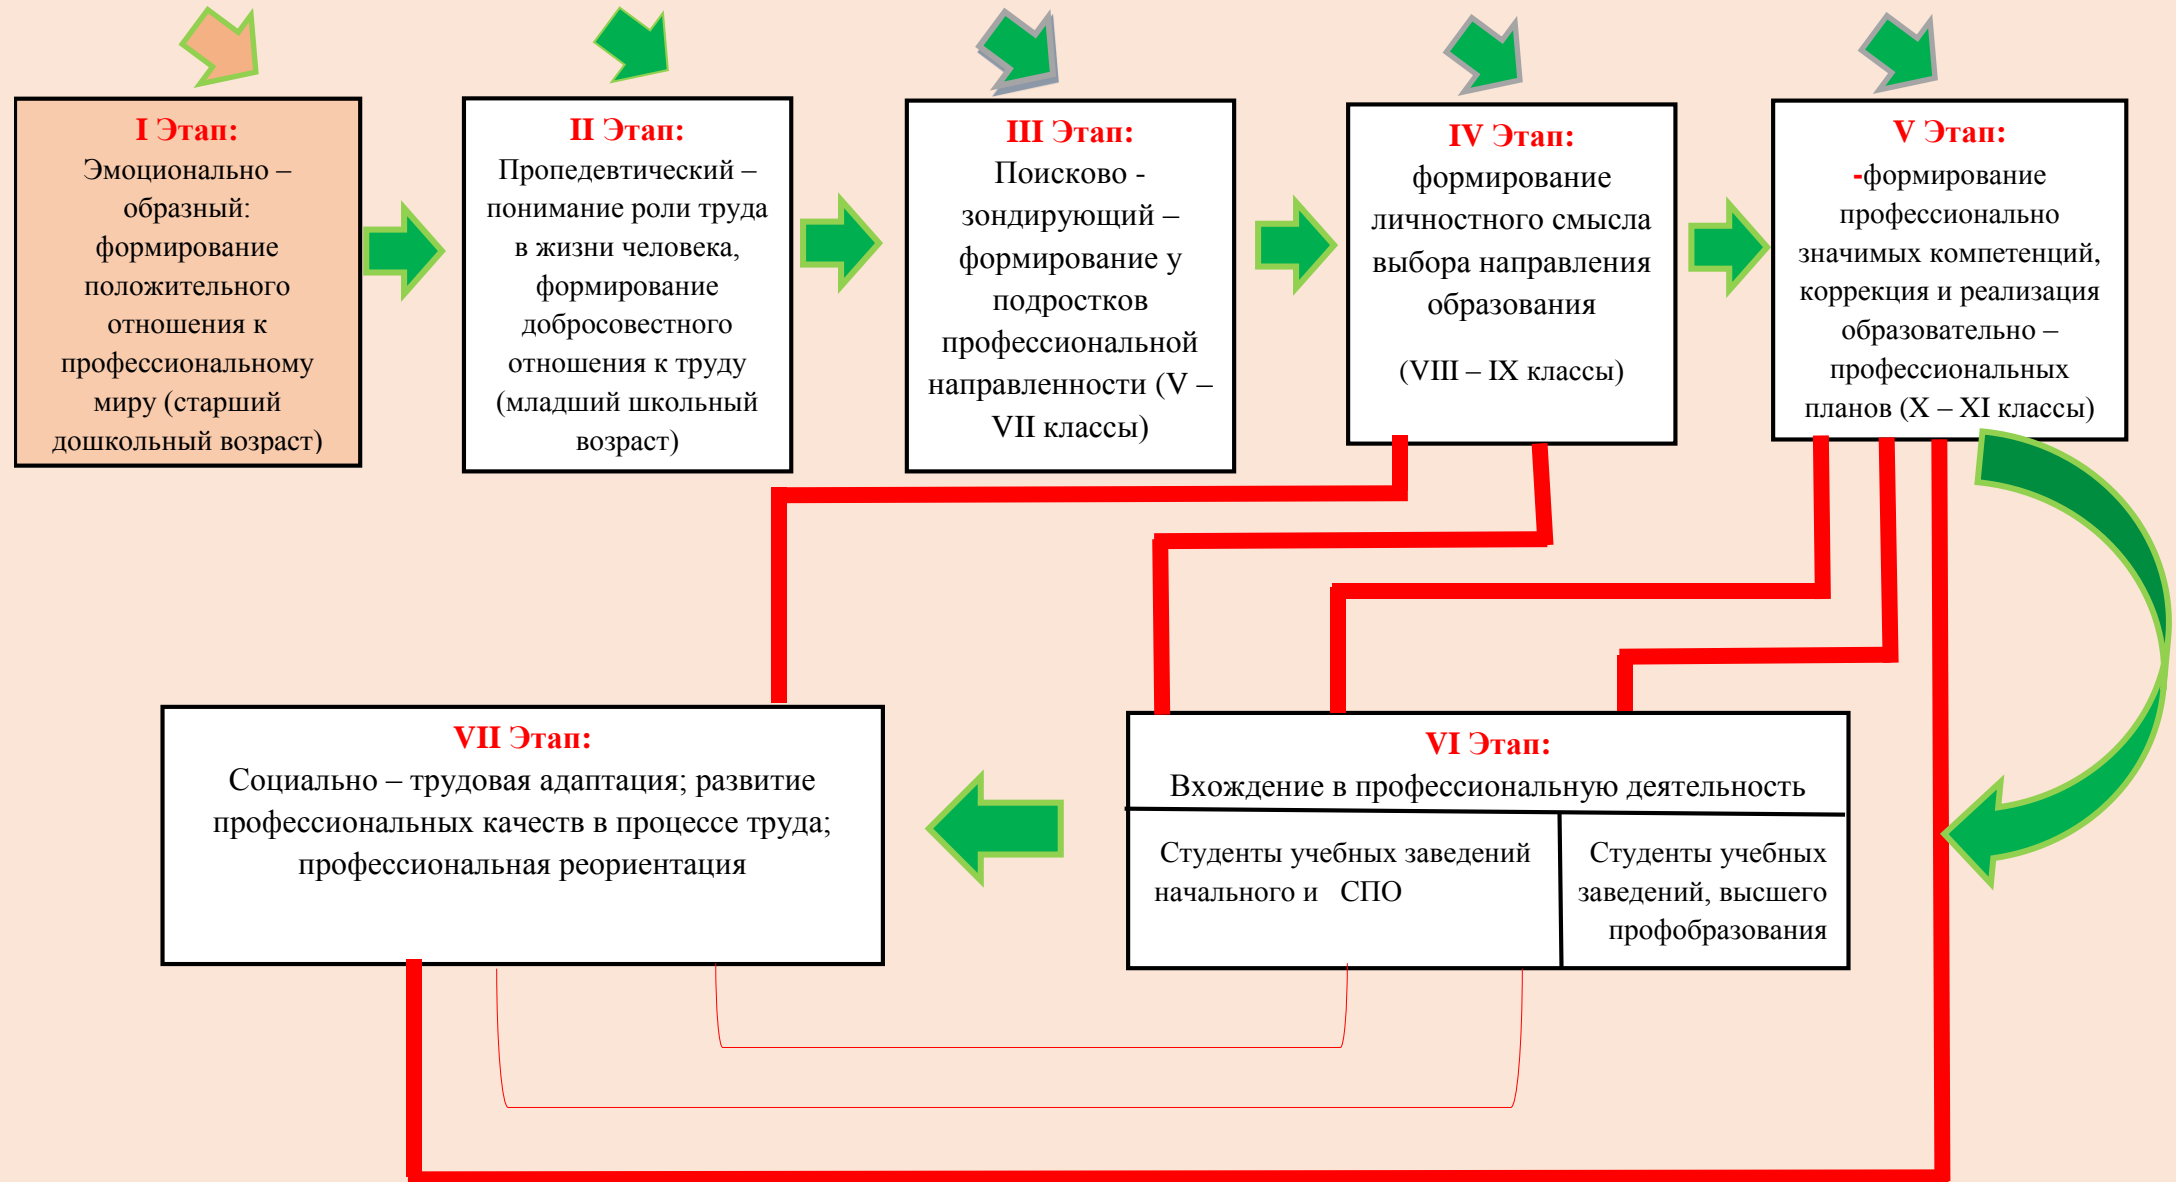 I Этап:
Эмоционально –
образный:
формирование
положительного
отношения к
профессиональному
миру (старший
дошкольный возраст)
II Этап:
Пропедевтический –
понимание роли труда
в жизни человека,
формирование
добросовестного
отношения к труду
(младший школьный
возраст)
III Этап:
Поисково -
зондирующий –
формирование у
подростков
профессиональной
направленности (V –
VII классы)
IV Этап:
формирование
личностного смысла
выбора направления
образования
(VIII – IX классы)
V Этап:
-формирование
профессионально
значимых компетенций,
коррекция и реализация
образовательно –
профессиональных
планов (X – XI классы)
VII Этап:
Социально – трудовая адаптация; развитие
профессиональных качеств в процессе труда;
профессиональная реориентация
VI Этап:
Вхождение в профессиональную деятельность
Студенты учебных заведений
начального и СПО
Студенты учебных
заведений, высшего
профобразования